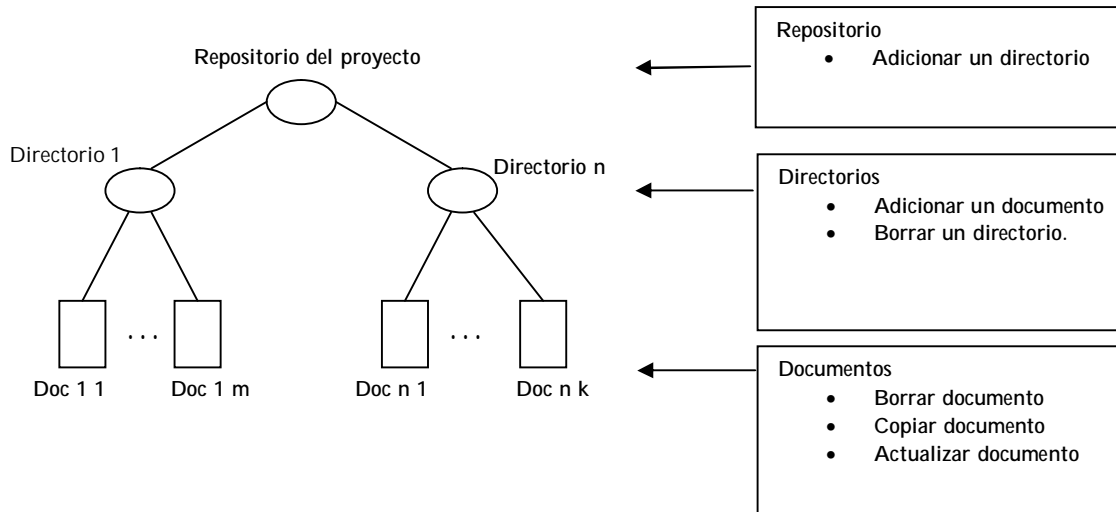 Repositorio del proyecto
Directorio 1
Directorio n
. . .
. . .
Doc 1 1
Doc 1 m
Doc n 1
Doc n k
Repositorio
• Adicionar un directorio
Directorios
• Adicionar un documento
• Borrar un directorio.
Documentos
• Borrar documento
• Copiar documento
• Actualizar documento